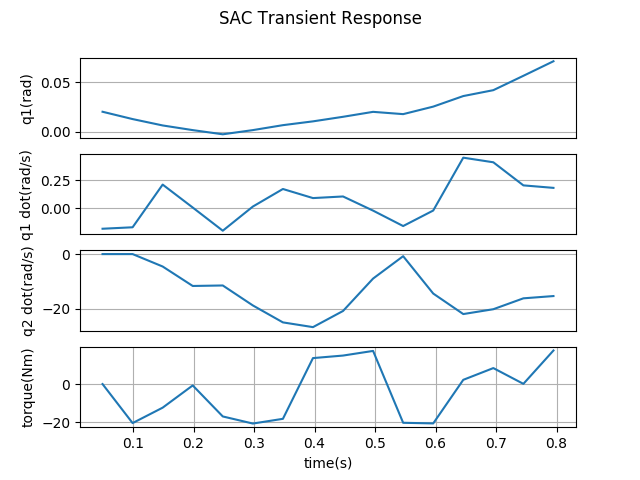 SAC Transient Response
q1(rad)
0.05
0.00
q1 dot(rad/s)
0.25
0.00
q2 dot(rad/s)
0
−20
torque(Nm)
0
−20
0.1 0.2 0.3 0.4 0.5 0.6 0.7 0.8
time(s)